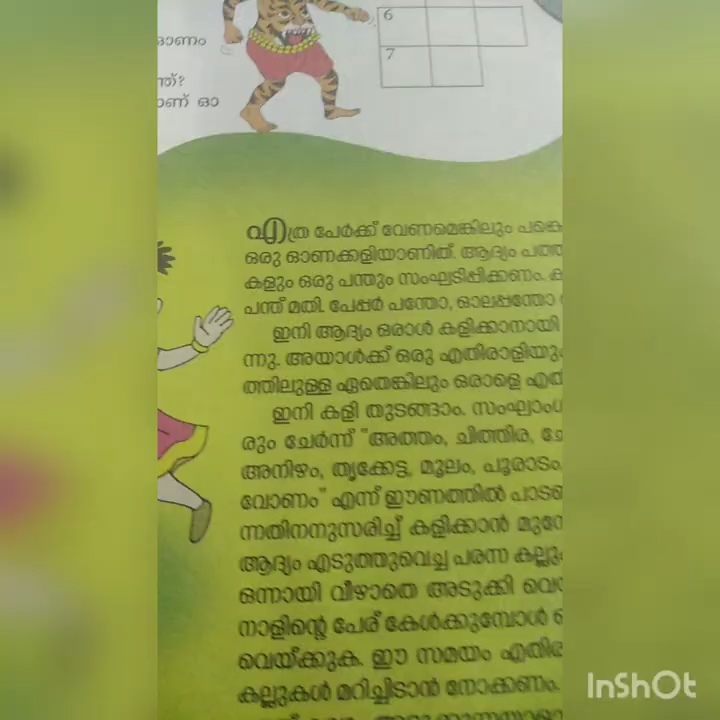 ഓണം
ത്?
ാണ് ഓ
6
7
എത്ര പേർക്ക് വേണമെങ്കിലും പങ്കെ
ഒരു ഓണക്കളിയാണിത്. ആദ്യം പത്ത
കളും ഒരു പന്തും സംഘടിപ്പിക്കണം. ക
പന്ത് മതി. പേപ്പർ പന്തോ, ഓലപ്പന്തോ
ഇനി ആദ്യം ഒരാൾ കളിക്കാനായി
ന്നു. അയാൾക്ക് ഒരു എതിരാളിയും
ത്തിലുള്ള ഏതെങ്കിലും ഒരാളെ എതി
ഇനി കളി തുടങ്ങാം. സംഘാംഗ
രും ചേർന്ന് "അത്തം, ചിത്തിര, ചോ
അനിഴം, തൃക്കേട്ട, മൂലം, പൂരാടം,
വോണം" എന്ന് ഈണത്തിൽ പാടണ
ന്നതിനനുസരിച്ച് കളിക്കാൻ മുന്നോ
ആദ്യം എടുത്തുവെച്ച പരന്ന കല്ലും
ഒന്നായി വീഴാതെ അടുക്കി വെയ
നാളിന്റെ പേര് കേൾക്കുമ്പോൾ
വെയ്ക്കുക. ഈ സമയം എതിര
കല്ലുകൾ മറിച്ചിടാൻ നോക്കണം.
InShOt